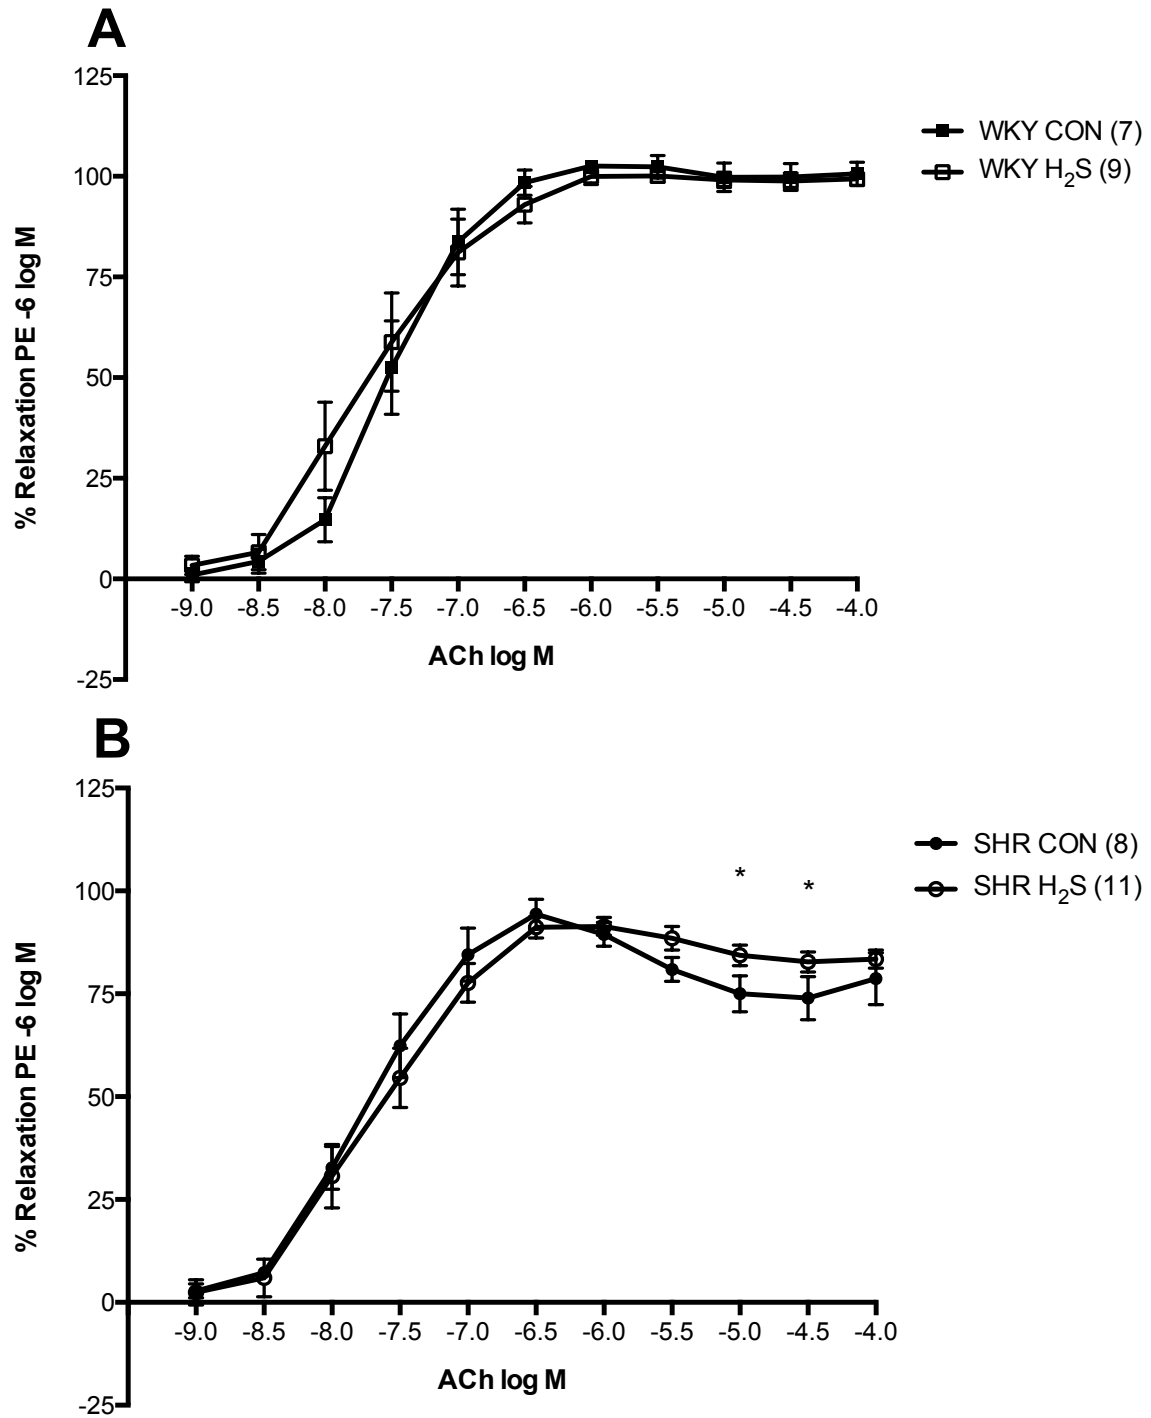 A
125
100
75
50
25
0
-25
% Relaxation PE -6 log M
-9.0 -8.5 -8.0 -7.5 -7.0 -6.5 -6.0 -5.5 -5.0 -4.5 -4.0
ACh log M
WKY CON (7)
WKY H₂S (9)
B
125
100
75
50
25
0
-25
% Relaxation PE -6 log M
* *
-9.0 -8.5 -8.0 -7.5 -7.0 -6.5 -6.0 -5.5 -5.0 -4.5 -4.0
ACh log M
SHR CON (8)
SHR H₂S (11)